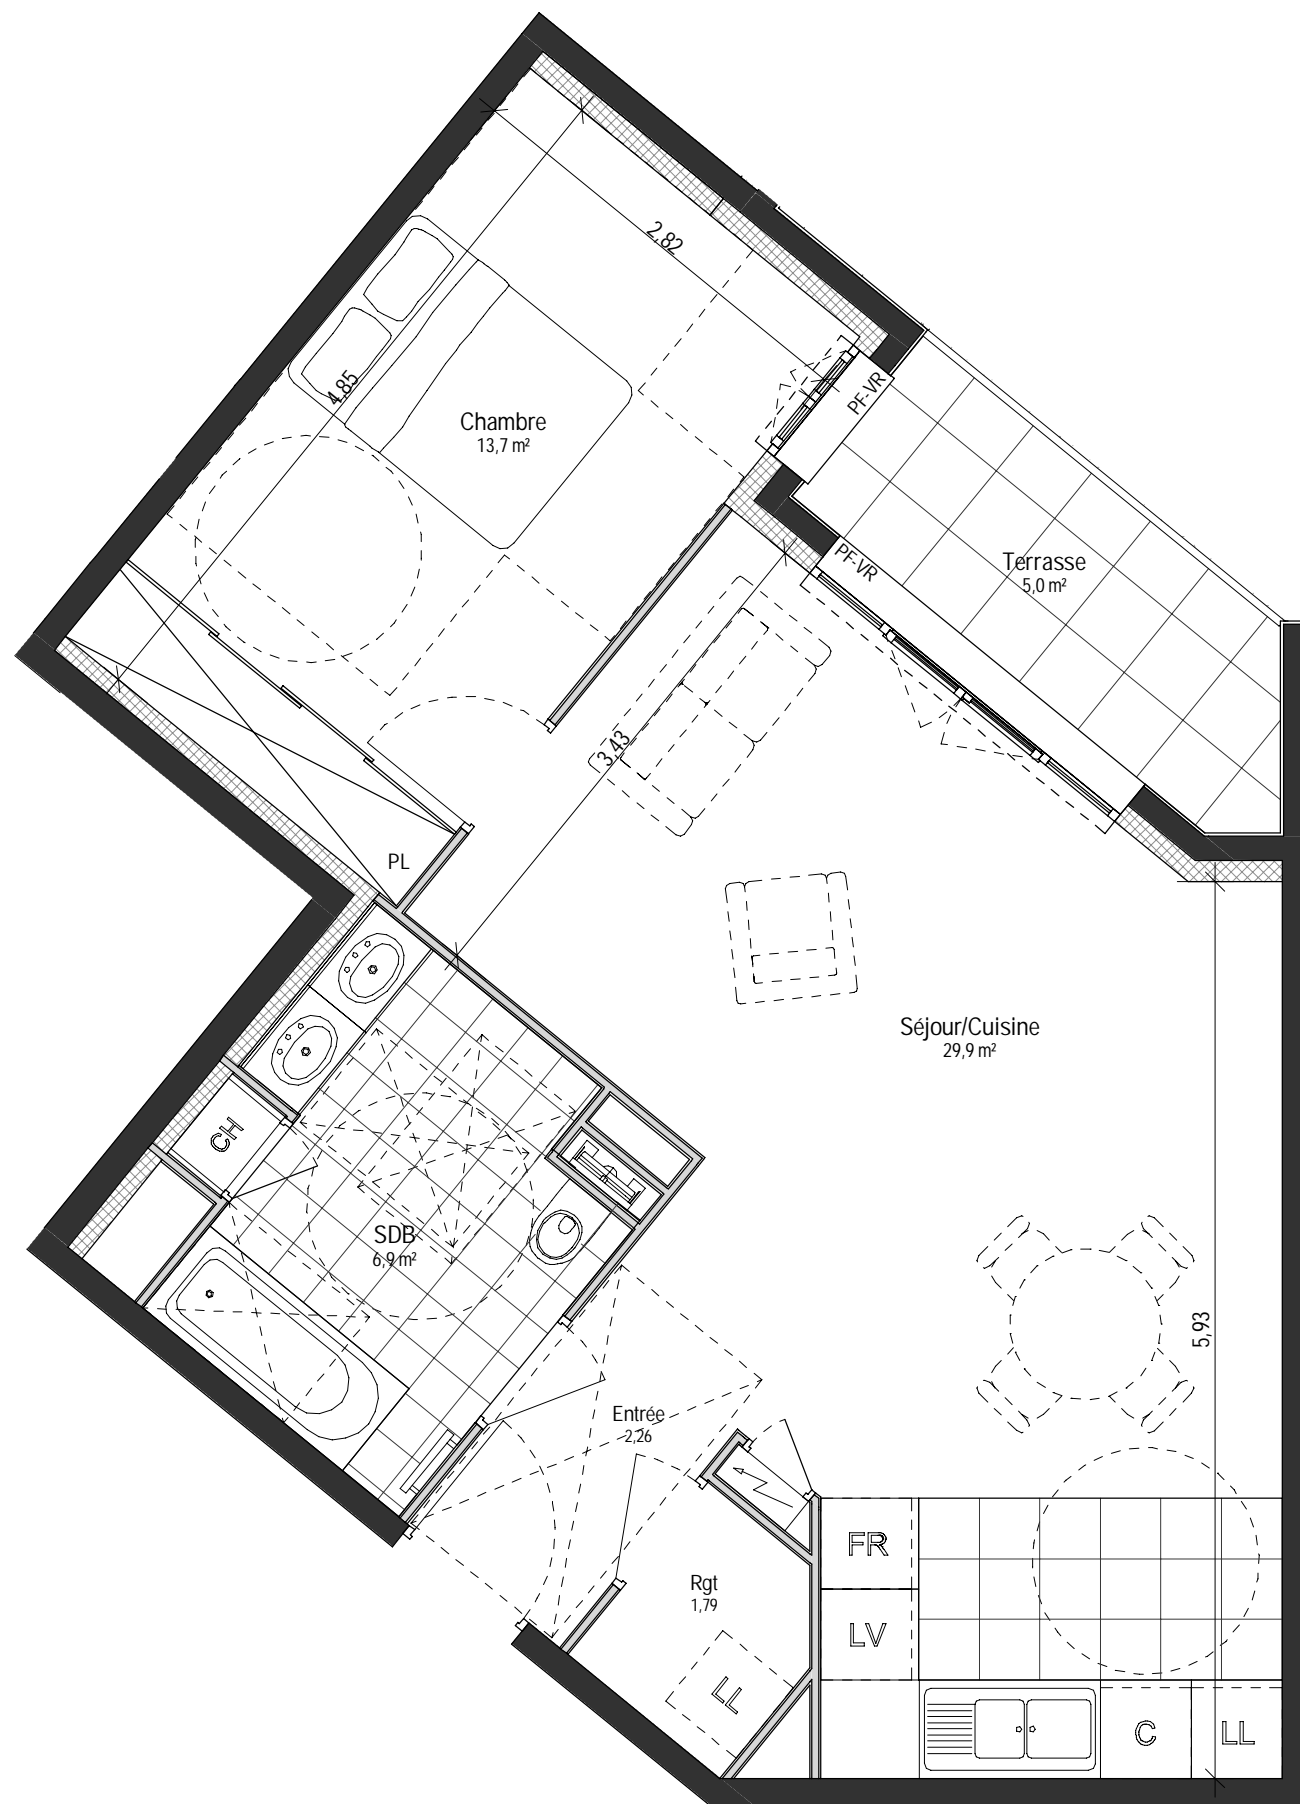 2,82
4,85
Chambre
13,7 m²
PF-VR
PF-VR
Terrasse
5,0 m²
3,43
PL
Séjour/Cuisine
29,9 m²
CH
SDB
6,9 m²
5,93
Entrée
2,26
FR
Rgt
1,79
LV
LL
C
LL